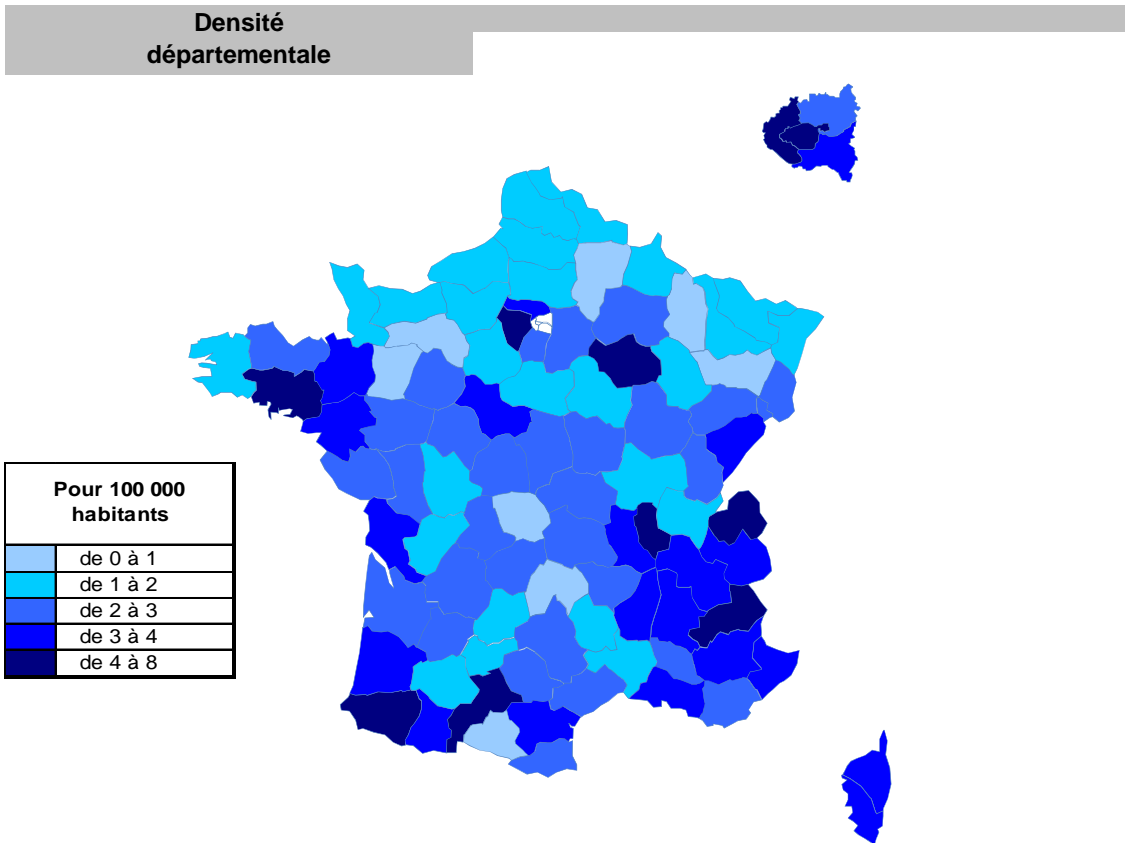 Densité
départementale
Pour 100 000
habitants
de 0 à 1
de 1 à 2
de 2 à 3
de 3 à 4
de 4 à 8